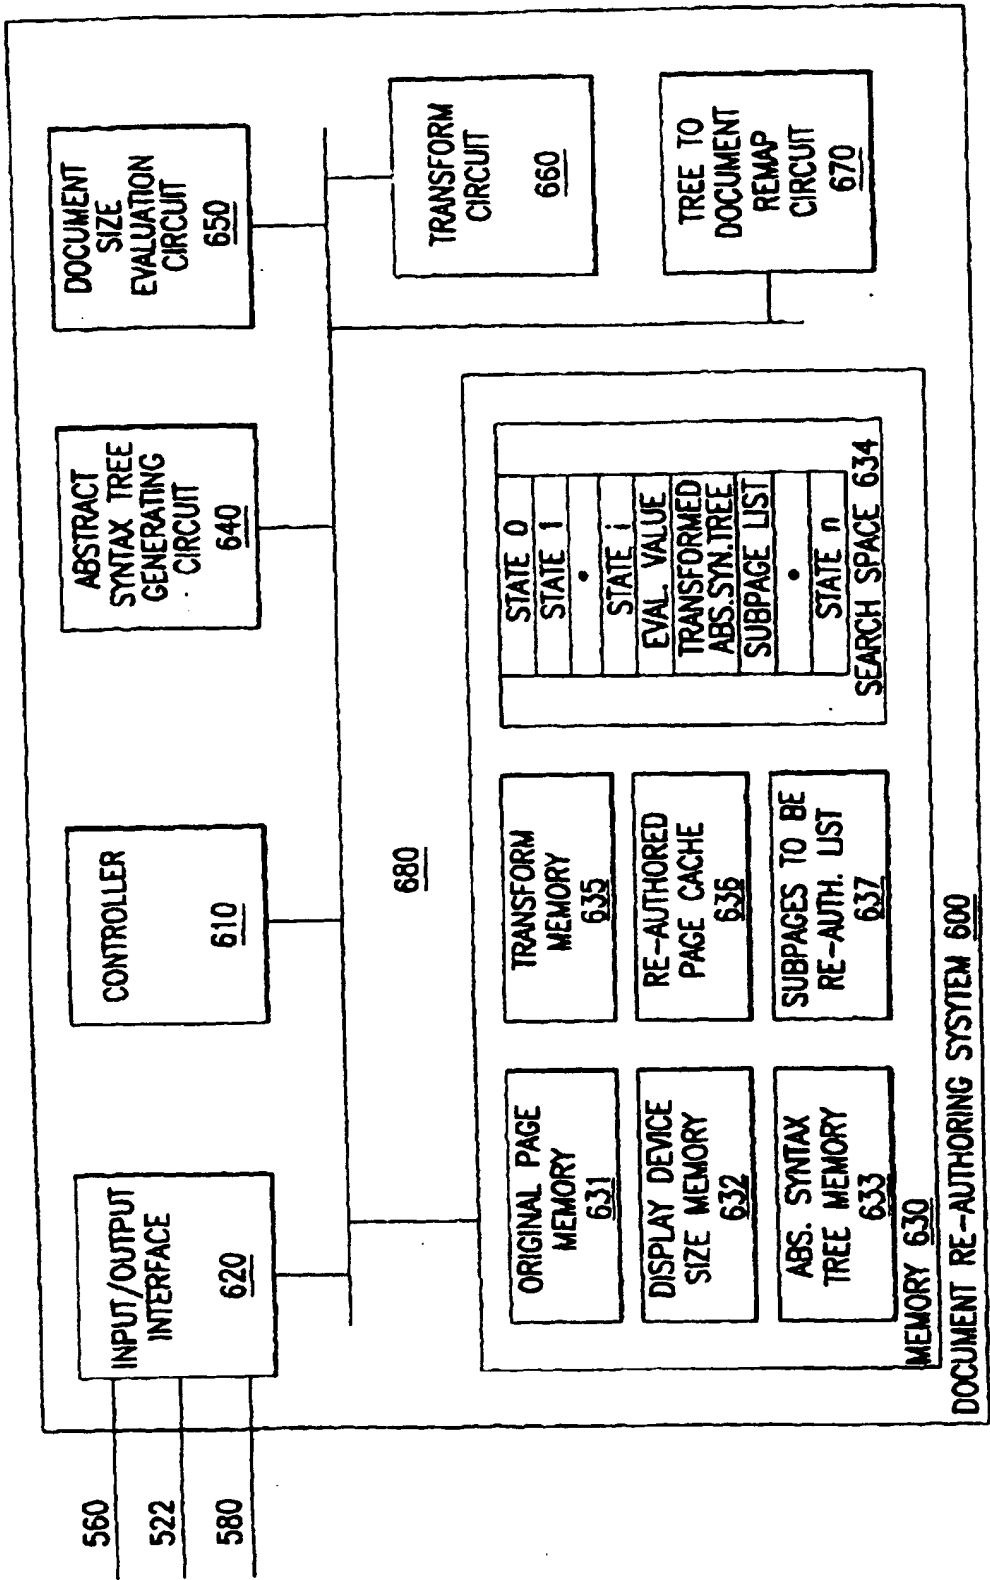 560
522
580
INPUT/OUTPUT
INTERFACE
620
CONTROLLER
610
ABSTRACT
SYNTAX TREE
GENERATING
CIRCUIT
640
DOCUMENT
SIZE
EVALUATION
CIRCUIT
650
680
TRANSFORM
CIRCUIT
660
TREE TO
DOCUMENT
REMAP
CIRCUIT
670
ORIGINAL PAGE
MEMORY
631
DISPLAY DEVICE
SIZE MEMORY
632
ABS. SYNTAX
TREE MEMORY
633
TRANSFORM
MEMORY
635
RE-AUTHORED
PAGE CACHE
636
SUBPAGES TO BE
RE-AUTH. LIST
637
STATE 0
STATE 1
•
STATE i
EVAL. VALUE
TRANSFORMED
ABS.SYN.TREE
SUBPAGE LIST
•
STATE n
SEARCH SPACE 634
MEMORY 630
DOCUMENT RE-AUTHORING SYSYTEM 600